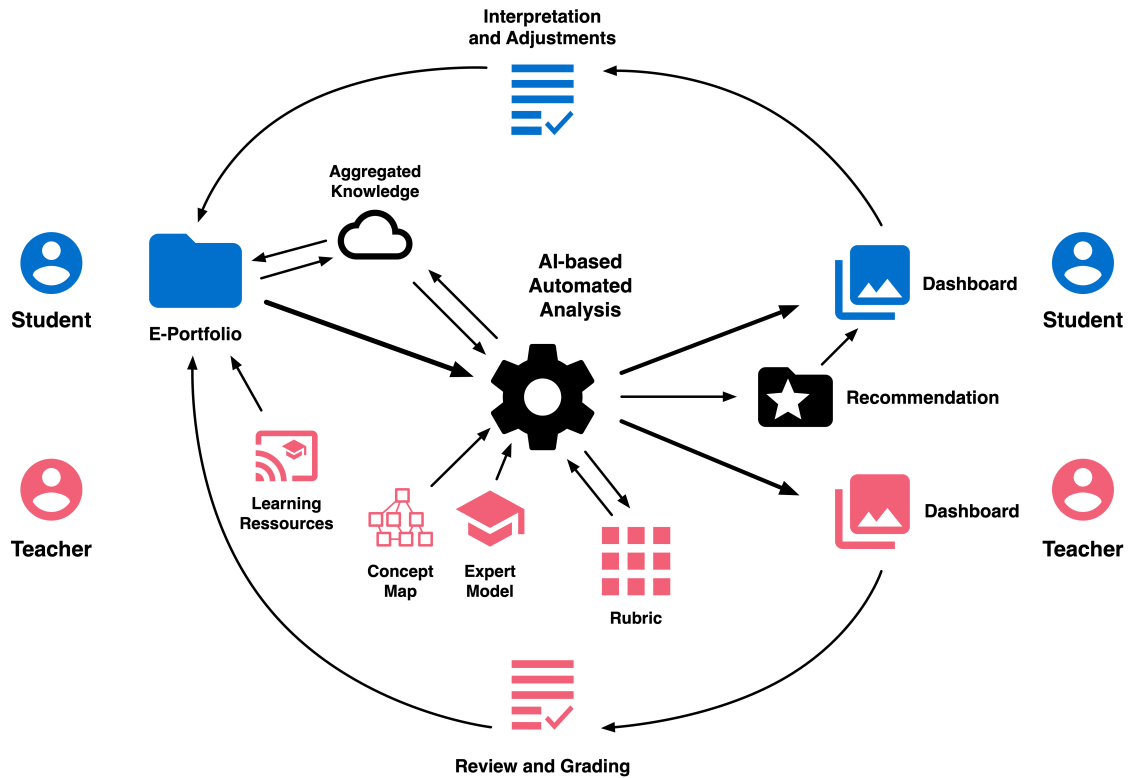 Interpretation
and Adjustments
Aggregated
Knowledge
AI-based
Automated
Analysis
Student
E-Portfolio
Dashboard
Student
Recommendation
Learning
Ressources
Teacher
Concept
Map
Expert
Model
Rubric
Dashboard
Teacher
Review and Grading